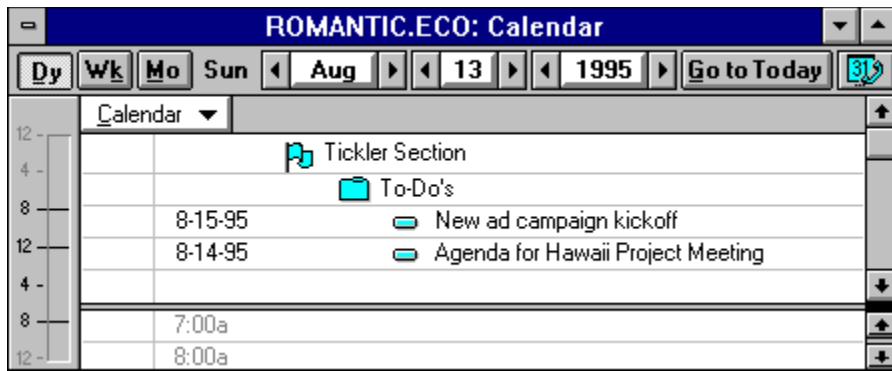 ROMANTIC.ECO: Calendar
Dy Wk Mo Sun Aug 13 1995 Go to Today 31
Calendar
12
Tickler Section
4
To-Do's
8
8-15-95 New ad campaign kickoff
12
8-14-95 Agenda for Hawaii Project Meeting
4
8
7:00a
12
8:00a